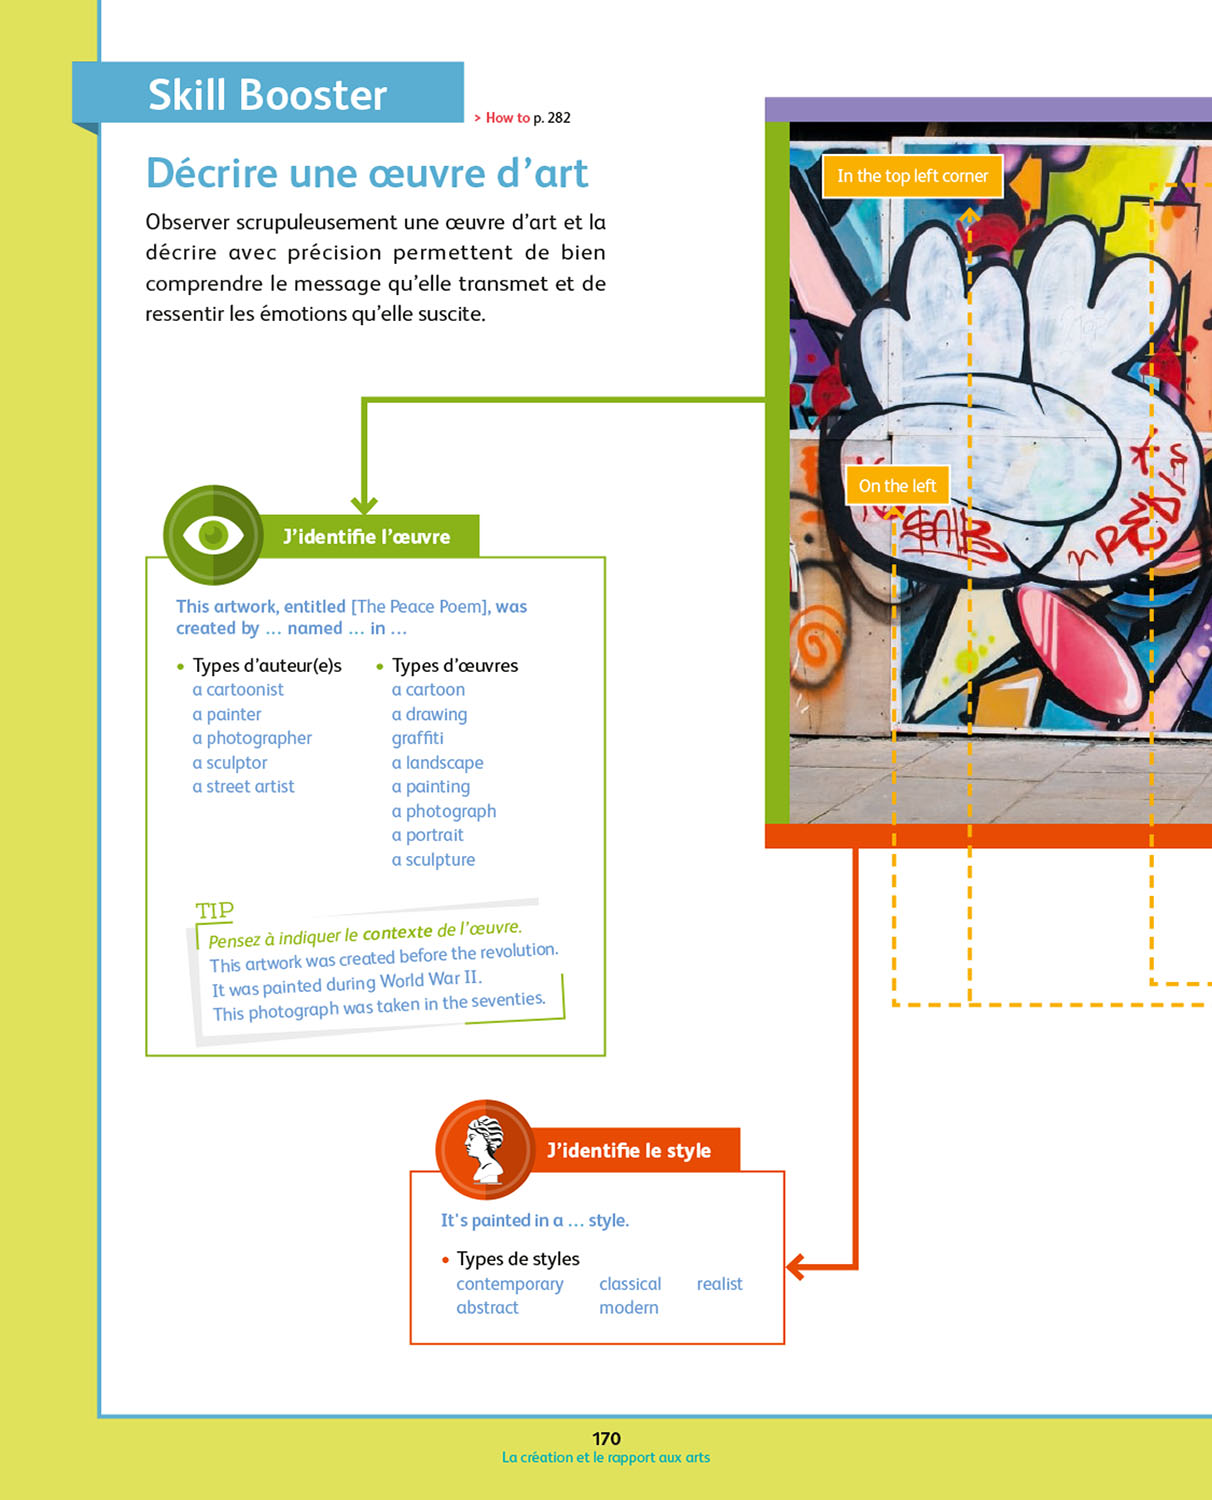 Skill Booster
> How to p. 282
Décrire une œuvre d'art
Observer scrupuleusement une œuvre d'art et la
décrire avec précision permettent de bien
comprendre le message qu'elle transmet et de
ressentir les émotions qu'elle suscite.
In the top left corner
On the left
J'identifie l'œuvre
This artwork, entitled [The Peace Poem], was
created by ... named ... in ...
• Types d'auteur(e)s
a cartoonist
a painter
a photographer
a sculptor
a street artist
• Types d'œuvres
a cartoon
a drawing
graffiti
a landscape
a painting
a photograph
a portrait
a sculpture
TIP
Pensez à indiquer le contexte de l'œuvre.
This artwork was created before the revolution.
It was painted during World War II.
This photograph was taken in the seventies.
J'identifie le style
It's painted in a ... style.
• Types de styles
contemporary classical realist
abstract modern
170
La création et le rapport aux arts